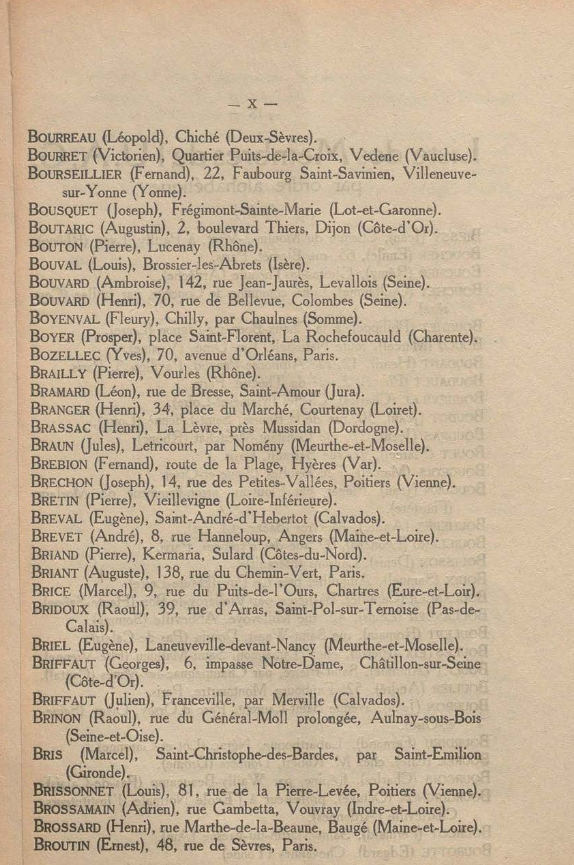 — X —
BOURREAU (Léopold), Chiché (Deux-Sèvres).
BOURRET (Victorien), Quartier Puits-de-la-Croix, Vedene (Vaucluse).
BOURSEILLIER (Fernand), 22, Faubourg Saint-Savinien, Villeneuve-
sur-Yonne (Yonne).
BOUSQUET (Joseph), Frégimont-Sainte-Marie (Lot-et-Garonne).
BOUTARIC (Augustin), 2, boulevard Thiers, Dijon (Côte-d'Or).
BOUTON (Pierre), Lucenay (Rhône).
BOUVAL (Louis), Brossier-les-Abrets (Isère).
BOUVARD (Ambroise), 142, rue Jean-Jaurès, Levallois (Seine).
BOUVARD (Henri), 70, rue de Bellevue, Colombes (Seine).
BOYENVAL (Fleury), Chilly, par Chaulnes (Somme).
BOYER (Prosper), place Saint-Florent, La Rochefoucauld (Charente).
BOZELLEC (Yves), 70, avenue d'Orléans, Paris.
BRAILLY (Pierre), Vourles (Rhône).
BRAMARD (Léon), rue de Bresse, Saint-Amour (Jura).
BRANGER (Henri), 34, place du Marché, Courtenay (Loiret).
BRASSAC (Henri), La Lèvre, près Mussidan (Dordogne).
BRAUN (Jules), Letricourt, par Nomény (Meurthe-et-Moselle).
BREBION (Fernand), route de la Plage, Hyères (Var).
BRECHON (Joseph), 14, rue des Petites-Vallées, Poitiers (Vienne).
BRETIN (Pierre), Vieillevigne (Loire-Inférieure).
BREVAL (Eugène), Saint-André-d'Hebertot (Calvados).
BREVET (André), 8, rue Hanneloup, Angers (Maine-et-Loire).
BRIAND (Pierre), Kermaria, Sulard (Côtes-du-Nord).
BRIANT (Auguste), 138, rue du Chemin-Vert, Paris.
BRICE (Marcel), 9, rue du Puits-de-l'Ours, Chartres (Eure-et-Loir).
BRIDOUX (Raoul), 39, rue d'Arras, Saint-Pol-sur-Ternoise (Pas-de-
Calais).
BRIEL (Eugène), Laneuveville-devant-Nancy (Meurthe-et-Moselle).
BRIFFAUT (Georges), 6, impasse Notre-Dame, Châtillon-sur-Seine
(Côte-d'Or).
BRIFFAUT (Julien), Franceville, par Merville (Calvados).
BRINON (Raoul), rue du Général-Moll prolongée, Aulnay-sous-Bois
(Seine-et-Oise).
BRIS (Marcel), Saint-Christophe-des-Bardes, par Saint-Emilion
(Gironde).
BRISSONNET (Louis), 81, rue de la Pierre-Levée, Poitiers (Vienne).
BROSSAMAIN (Adrien), rue Gambetta, Vouvray (Indre-et-Loire).
BROSSARD (Henri), rue Marthe-de-la-Beaune, Baugé (Maine-et-Loire).
BROUTIN (Ernest), 48, rue de Sèvres, Paris.